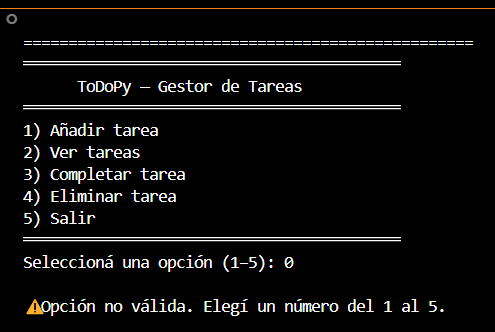 ==================================================
══════════════════════════════════════════
ToDoPy — Gestor de Tareas
══════════════════════════════════════════
1) Añadir tarea
2) Ver tareas
3) Completar tarea
4) Eliminar tarea
5) Salir
══════════════════════════════════════════
Seleccioná una opción (1–5): 0
⚠️Opción no válida. Elegí un número del 1 al 5.